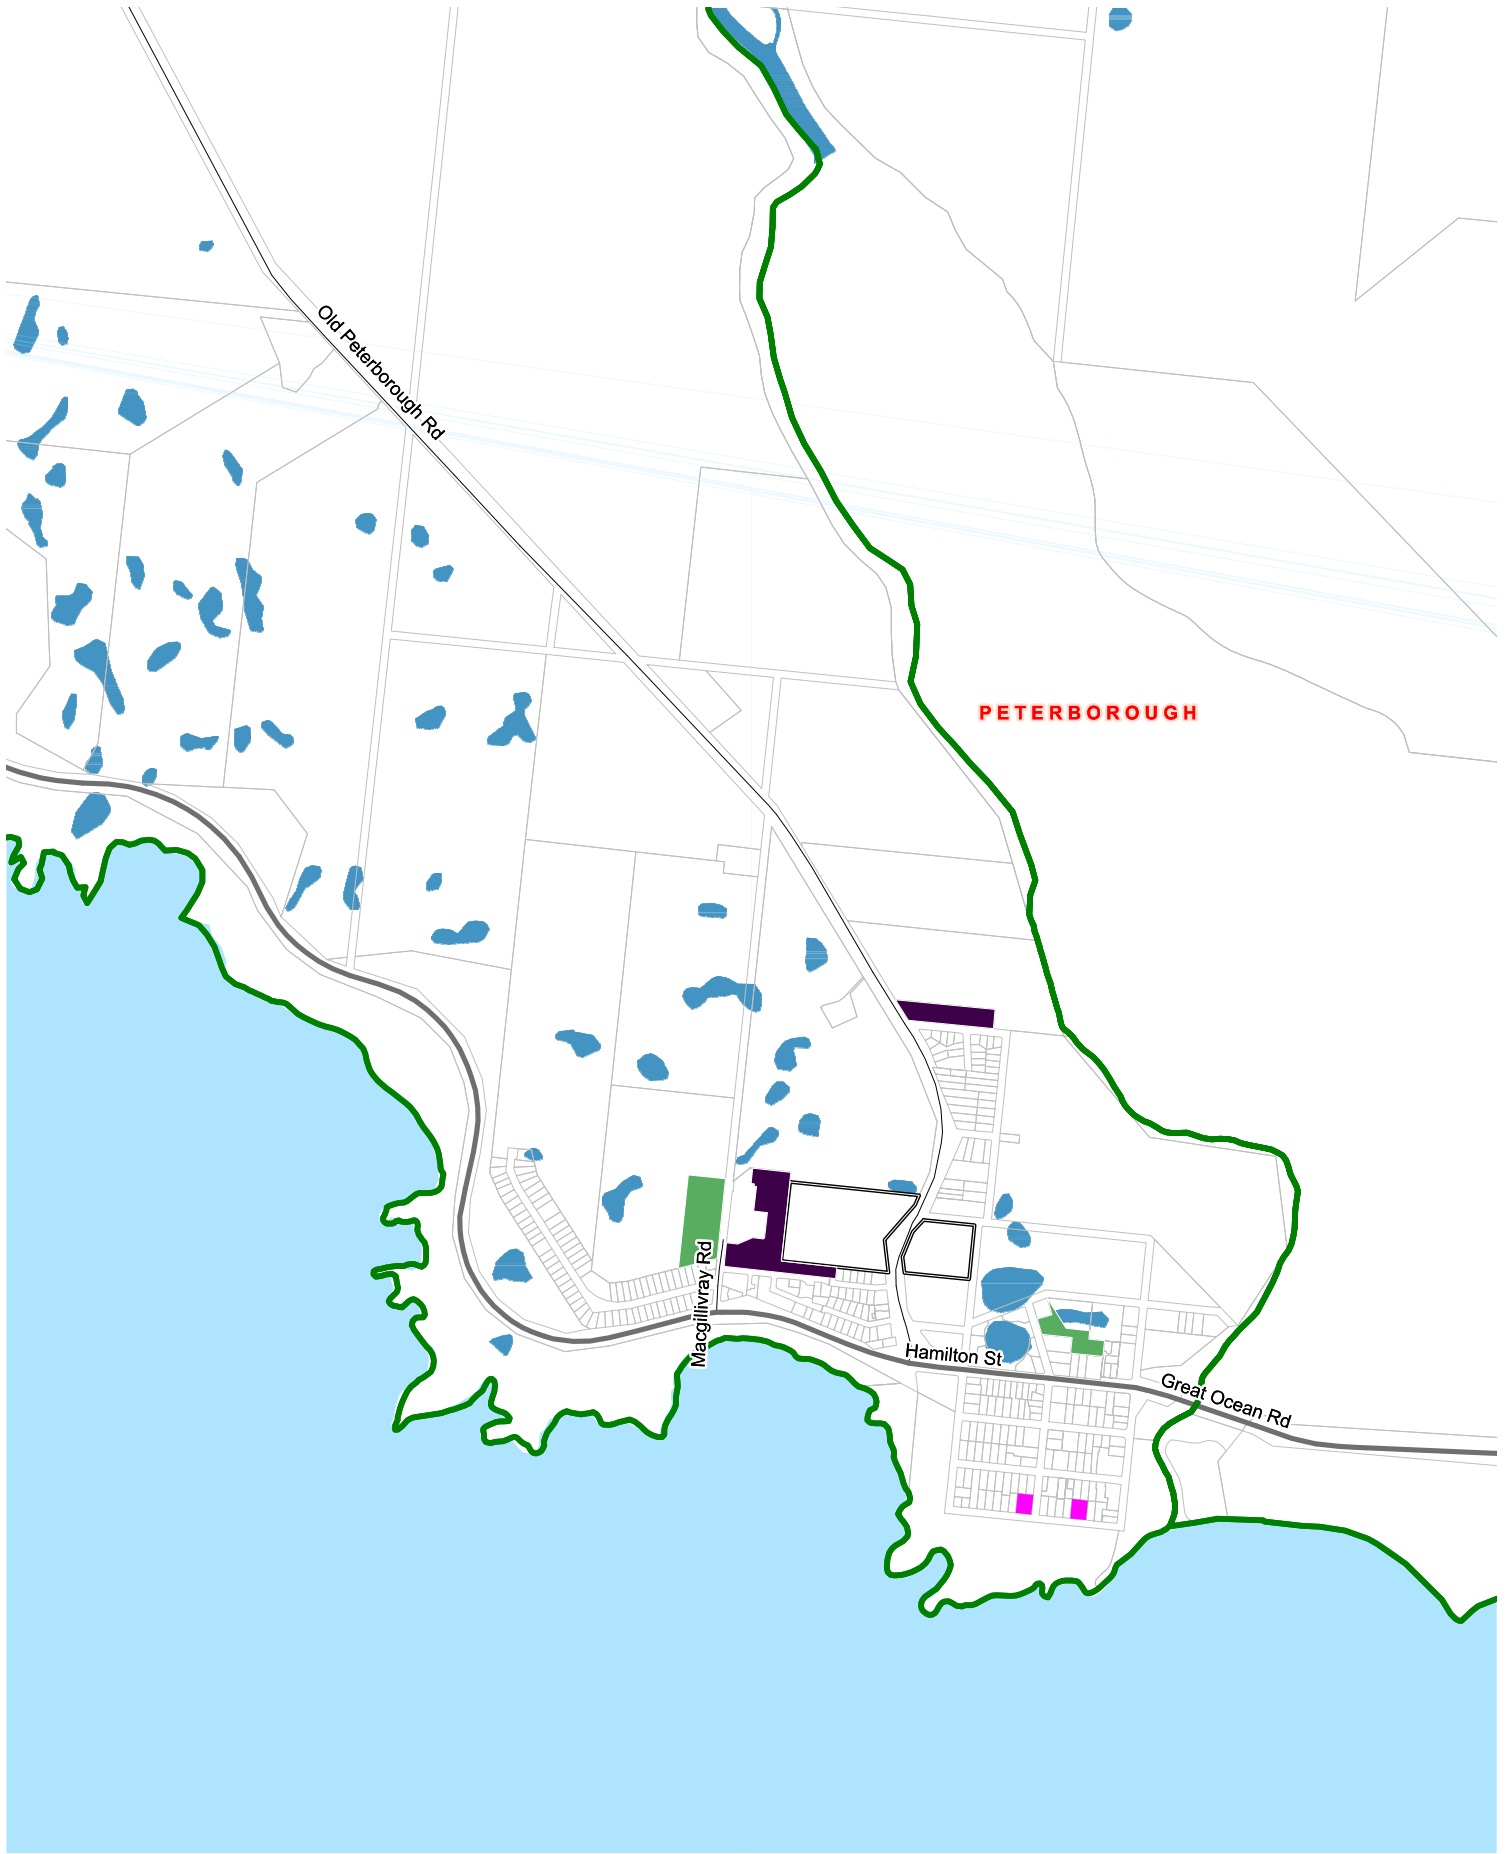 Old Peterborough Rd
PETERBOROUGH
Macgillivray Rd
Hamilton St
Great Ocean Rd